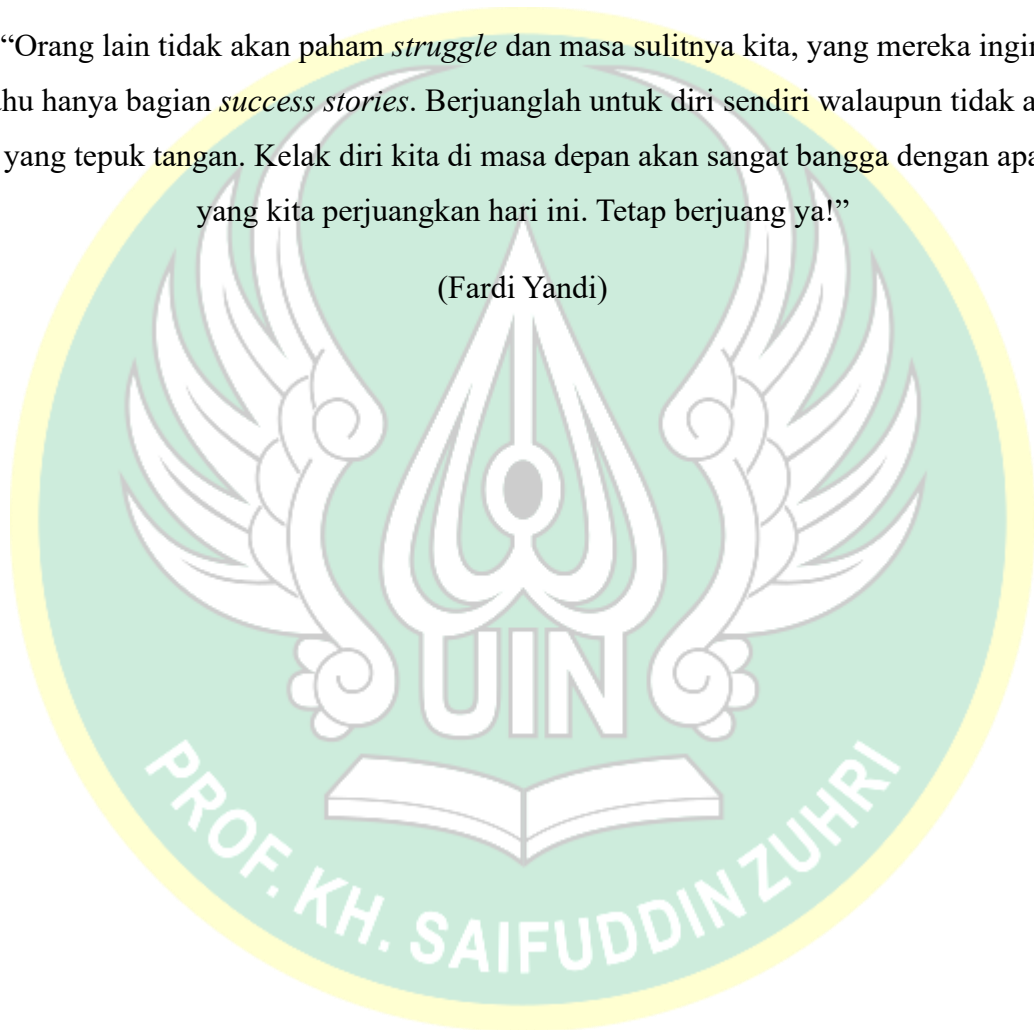 “Orang lain tidak akan paham struggle dan masa sulitnya kita, yang mereka ingin
ahu hanya bagian success stories. Berjuanglah untuk diri sendiri walaupun tidak a
yang tepuk tangan. Kelak diri kita di masa depan akan sangat bangga dengan apa
yang kita perjuangkan hari ini. Tetap berjuang ya!”
(Fardi Yandi)
UIN
PROF. KH. SAIFUDDIN ZUHRI